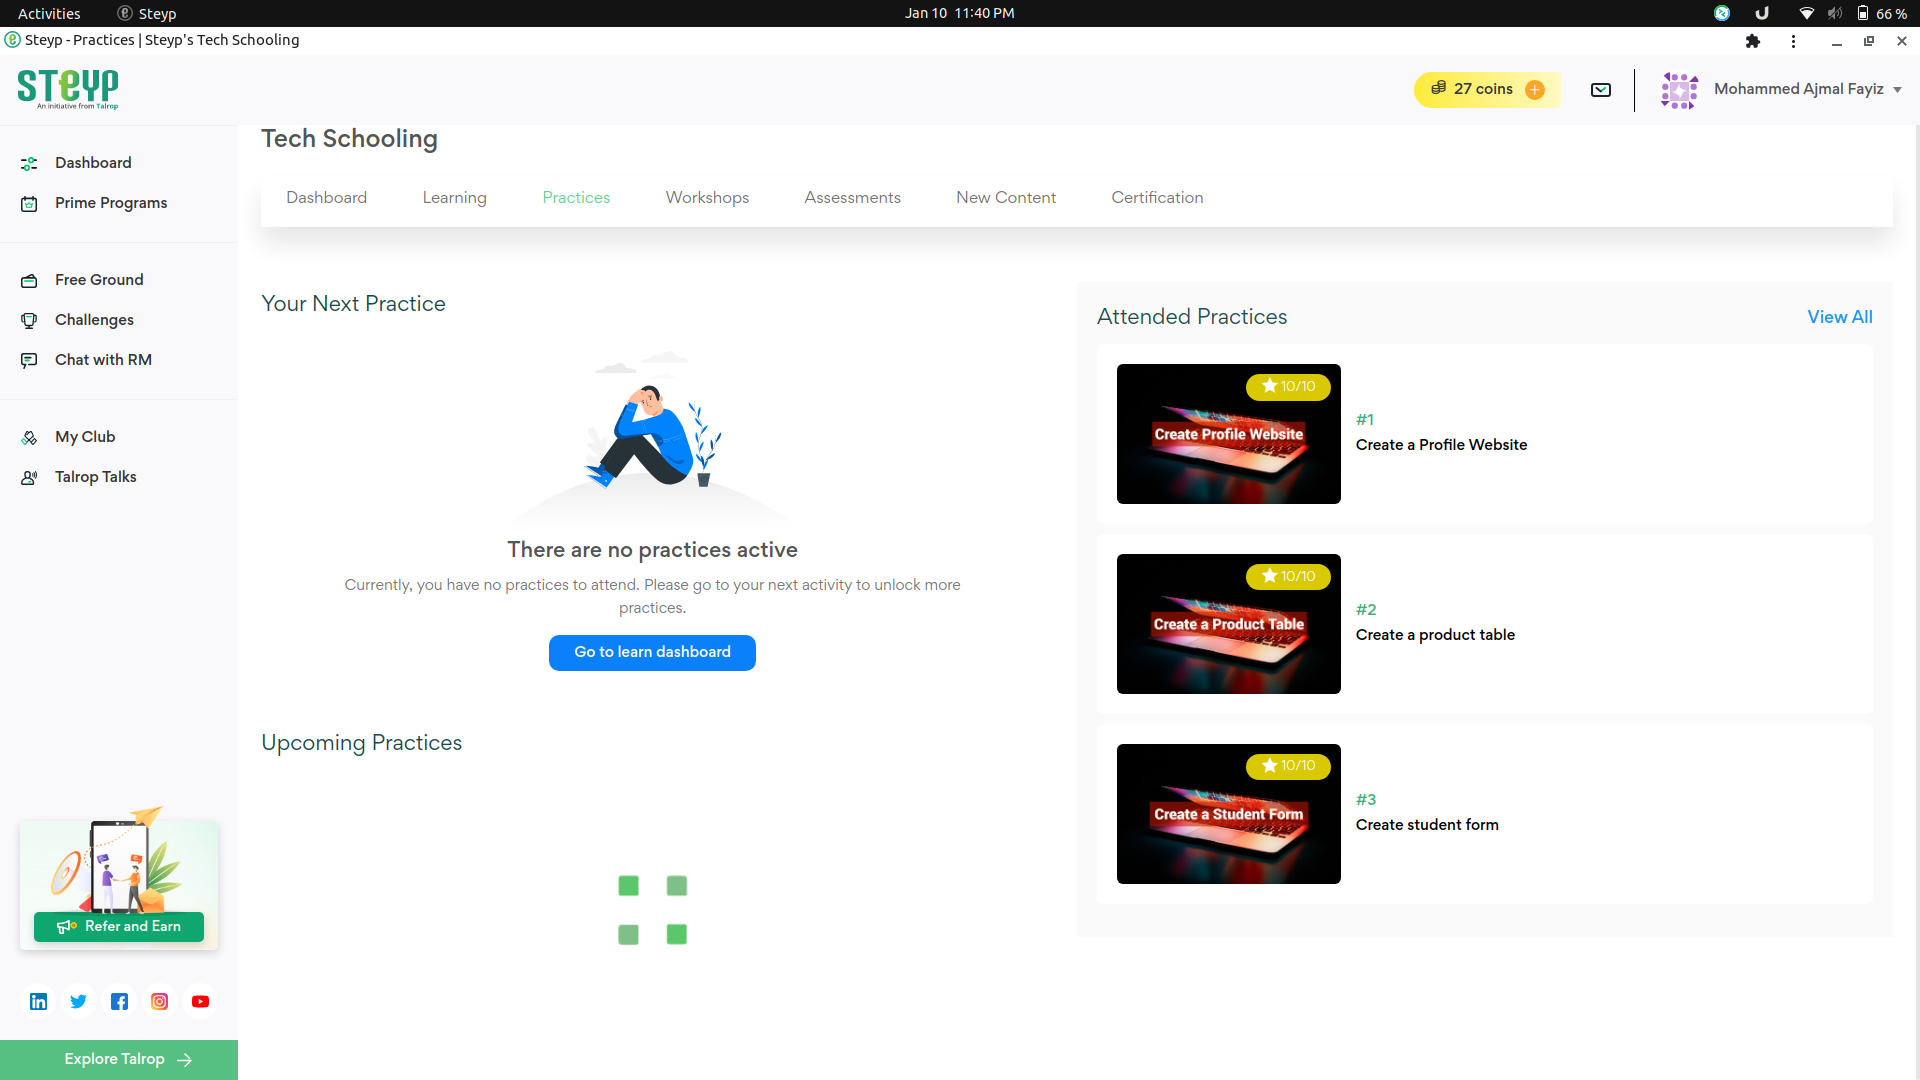 Activities
Steyp
Jan 10 11:40 PM
66 %
Steyp - Practices | Steyp's Tech Schooling
STEYP
An initiative from Talrop
27 coins
Mohammed Ajmal Fayiz
Dashboard
Prime Programs
Free Ground
Challenges
Chat with RM
My Club
Talrop Talks
Refer and Earn
Explore Talrop
Tech Schooling
Dashboard
Learning
Practices
Workshops
Assessments
New Content
Certification
Your Next Practice
There are no practices active
Currently, you have no practices to attend. Please go to your next activity to unlock more
practices.
Go to learn dashboard
Upcoming Practices
Attended Practices
View All
10/10
Create Profile Website
#1
Create a Profile Website
10/10
Create a Product Table
#2
Create a product table
10/10
Create a Student Form
#3
Create student form